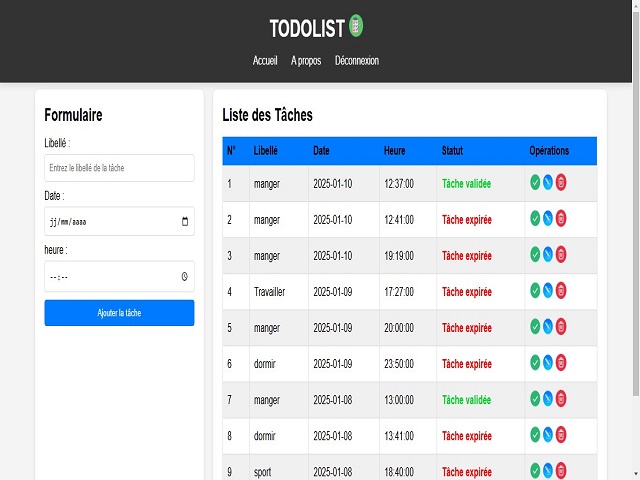 TODOLIST
Accueil A propos Déconnexion
Formulaire
Libellé :
Entrez le libellé de la tâche
Date :
jj/mm/aaaa
heure :
--:--
Ajouter la tâche
Liste des Tâches
N° Libellé Date Heure Statut Opérations
1 manger 2025-01-10 12:37:00 Tâche validée
2 manger 2025-01-10 12:41:00 Tâche expirée
3 manger 2025-01-10 19:19:00 Tâche expirée
4 Travailler 2025-01-09 17:27:00 Tâche expirée
5 manger 2025-01-09 20:00:00 Tâche expirée
6 dormir 2025-01-09 23:50:00 Tâche expirée
7 manger 2025-01-08 13:00:00 Tâche validée
8 dormir 2025-01-08 13:41:00 Tâche expirée
9 sport 2025-01-08 18:40:00 Tâche expirée